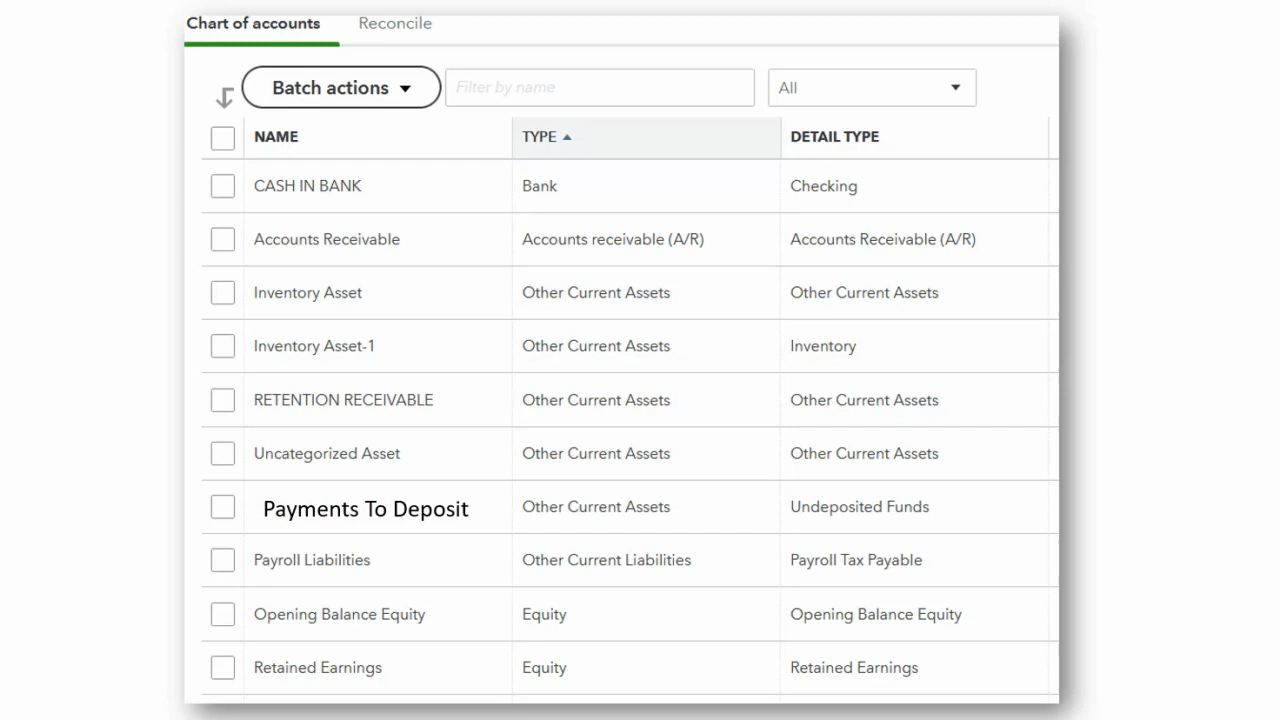 Chart of accounts Reconcile
Batch actions Filter by name All
NAME TYPE DETAIL TYPE
CASH IN BANK Bank Checking
Accounts Receivable Accounts receivable (A/R) Accounts Receivable (A/R)
Inventory Asset Other Current Assets Other Current Assets
Inventory Asset-1 Other Current Assets Inventory
RETENTION RECEIVABLE Other Current Assets Other Current Assets
Uncategorized Asset Other Current Assets Other Current Assets
Payments To Deposit Other Current Assets Undeposited Funds
Payroll Liabilities Other Current Liabilities Payroll Tax Payable
Opening Balance Equity Equity Opening Balance Equity
Retained Earnings Equity Retained Earnings